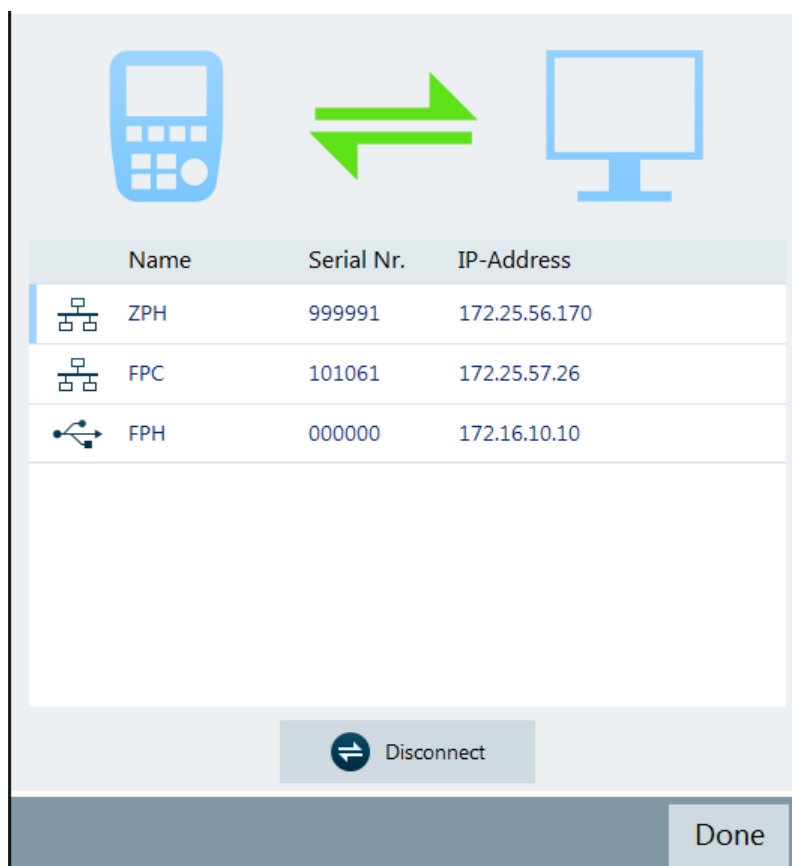 Name Serial Nr. IP-Address
ZPH 999991 172.25.56.170
FPC 101061 172.25.57.26
FPH 000000 172.16.10.10
Disconnect
Done